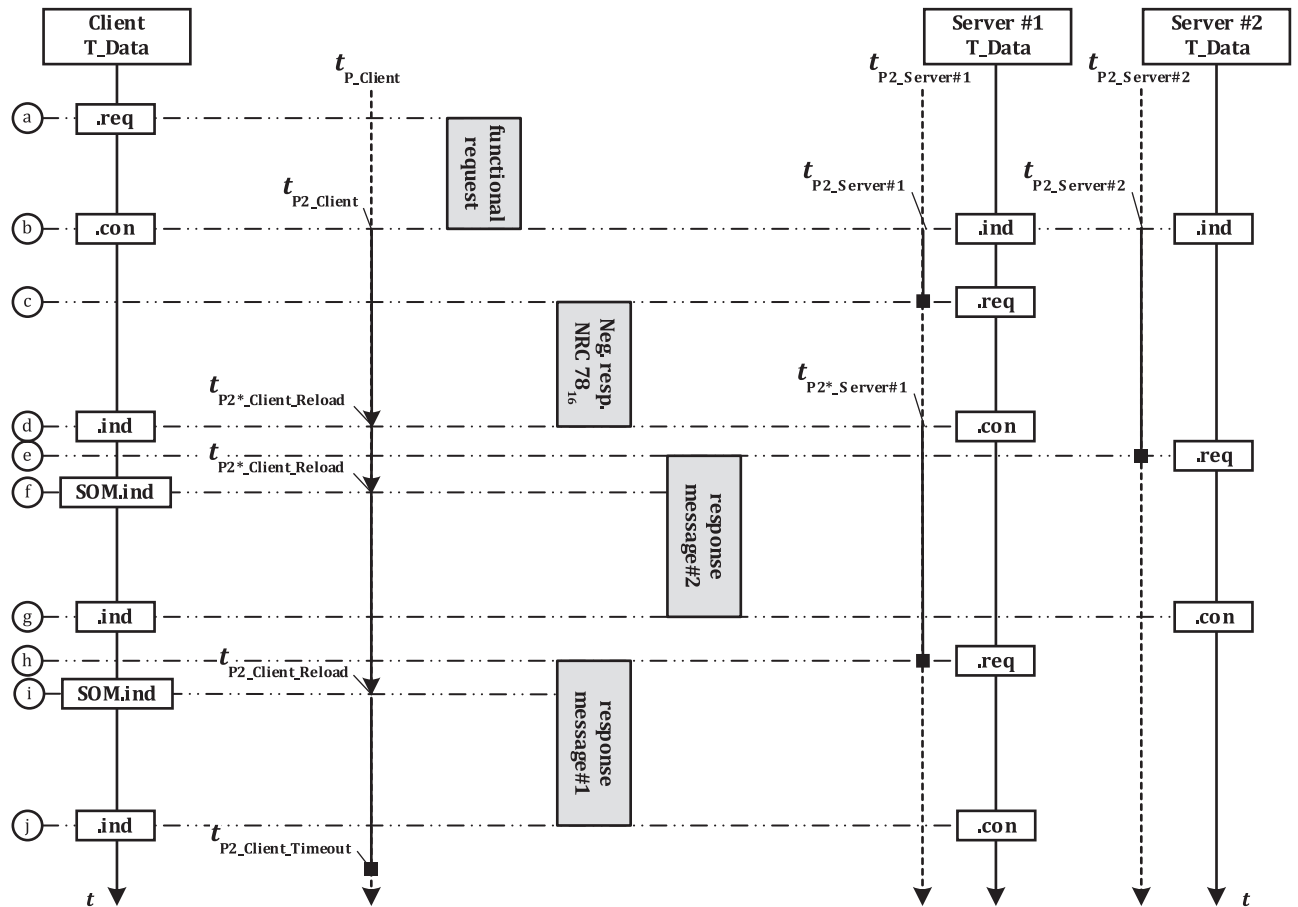 Client
T_Data
Server #1
T_Data
Server #2
T_Data
t P_Client
t P2_Server#1
t P2_Server#2
a
.req
functional
request
t P2_Client
t P2_Server#1
t P2_Server#2
b
.con
.ind
.ind
c
.req
Neg. resp.
NRC 78 16
t P2*_Client_Reload
t P2*_Server#1
d
.ind
.con
e
t P2*_Client_Reload
.req
f
SOM.ind
response
message#2
g
.ind
.con
h
t P2_Client_Reload
.req
i
SOM.ind
response
message#1
j
.ind
.con
t P2_Client_Timeout
t
t